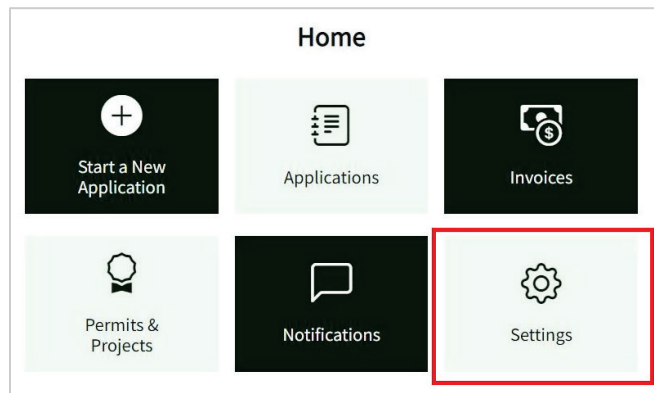 Home
Start a New
Application
Applications
Invoices
Permits &
Projects
Notifications
Settings